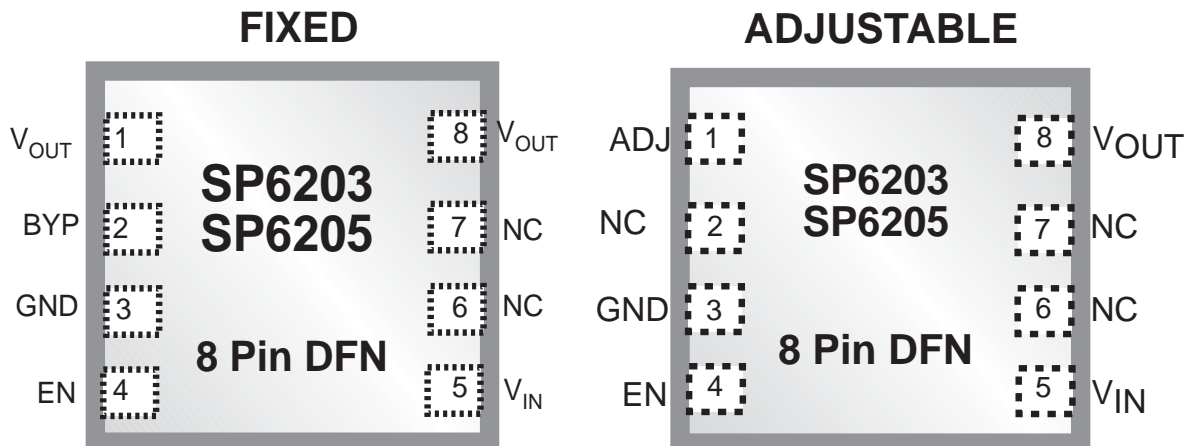 FIXED
V_OUT 1 8 V_OUT
BYP 2 7 NC
SP6203
SP6205
GND 3 6 NC
8 Pin DFN
EN 4 5 V_IN
ADJUSTABLE
ADJ 1 8 V_OUT
NC 2 7 NC
SP6203
SP6205
GND 3 6 NC
8 Pin DFN
EN 4 5 V_IN